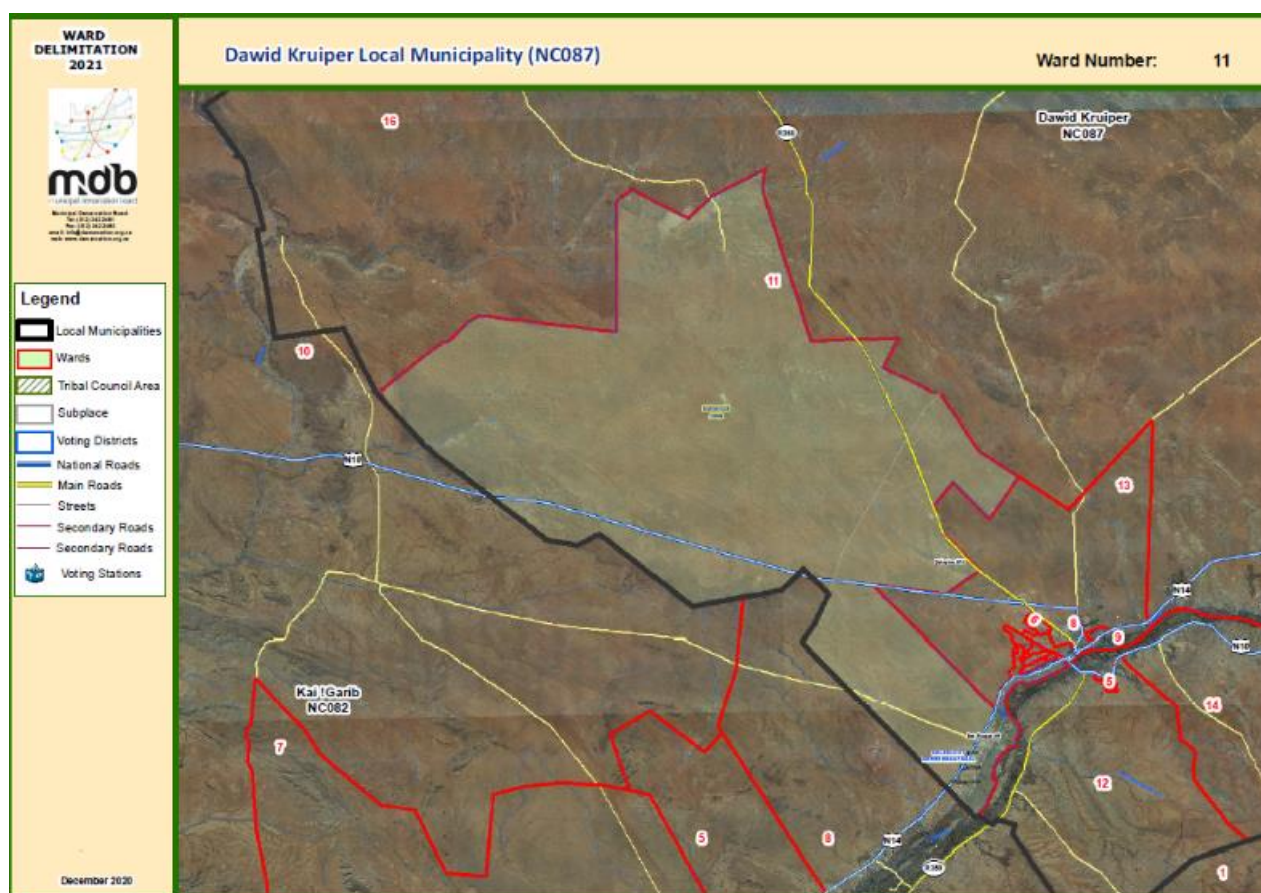 WARD
DELIMITATION
2021
mdb
Dawid Kruiper Local Municipality (NC087)
Ward Number: 11
Legend
Local Municipalities
Wards
Tribal Council Area
Subplace
Voting Districts
National Roads
Main Roads
Streets
Secondary Roads
Secondary Roads
Voting Stations
December 2020
16
Dawid Kruiper
NC087
11
10
N10
13
N14
6
8
9
N10
5
14
Kai !Garib
NC082
7
12
5
8
N14
1